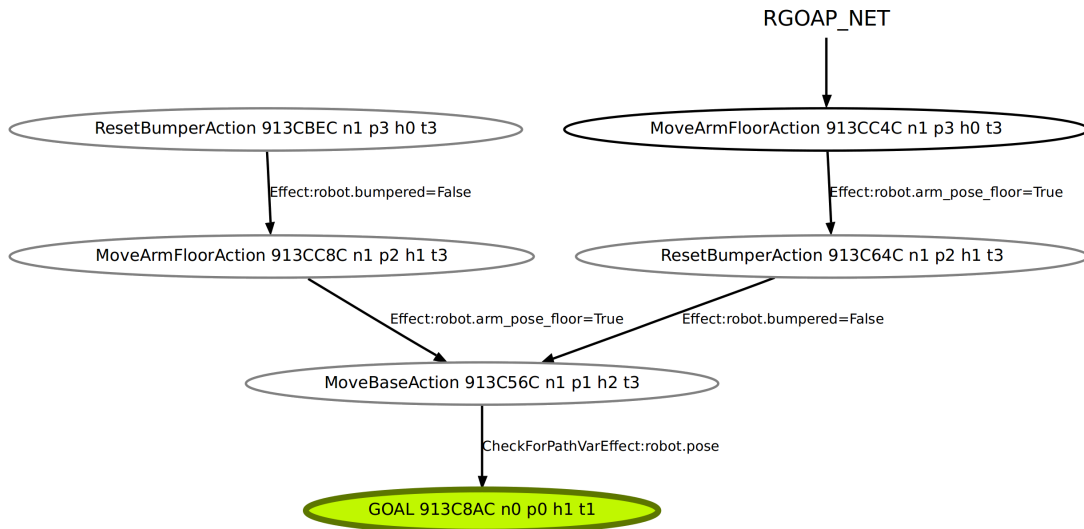 RGOAP_NET
ResetBumperAction 913CBEC n1 p3 h0 t3
MoveArmFloorAction 913CC4C n1 p3 h0 t3
Effect:robot.bumpered=False
Effect:robot.arm_pose_floor=True
MoveArmFloorAction 913CC8C n1 p2 h1 t3
ResetBumperAction 913C64C n1 p2 h1 t3
Effect:robot.arm_pose_floor=True
Effect:robot.bumpered=False
MoveBaseAction 913C56C n1 p1 h2 t3
CheckForPathVarEffect:robot.pose
GOAL 913C8AC n0 p0 h1 t1